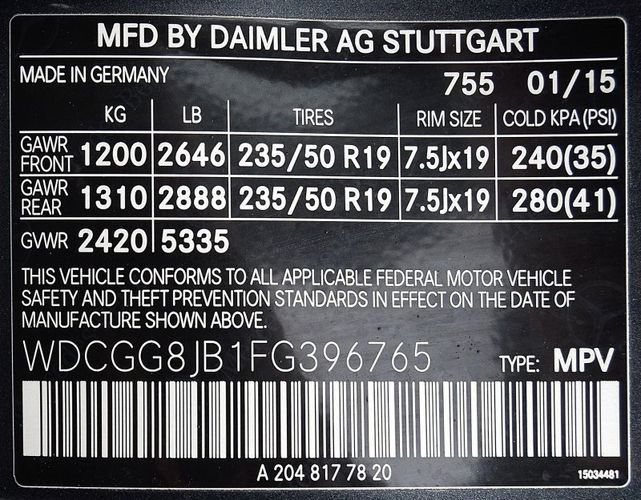 MFD BY DAIMLER AG STUTTGART
MADE IN GERMANY 755 01/15
KG LB TIRES RIM SIZE COLD KPA (PSI)
GAWR FRONT 1200 2646 235/50 R19 7.5Jx19 240(35)
GAWR REAR 1310 2888 235/50 R19 7.5Jx19 280(41)
GVWR 2420 5335
THIS VEHICLE CONFORMS TO ALL APPLICABLE FEDERAL MOTOR VEHICLE
SAFETY AND THEFT PREVENTION STANDARDS IN EFFECT ON THE DATE OF
MANUFACTURE SHOWN ABOVE.
WDCGG8JB1FG396765 TYPE: MPV
A 204 817 78 20 15034481